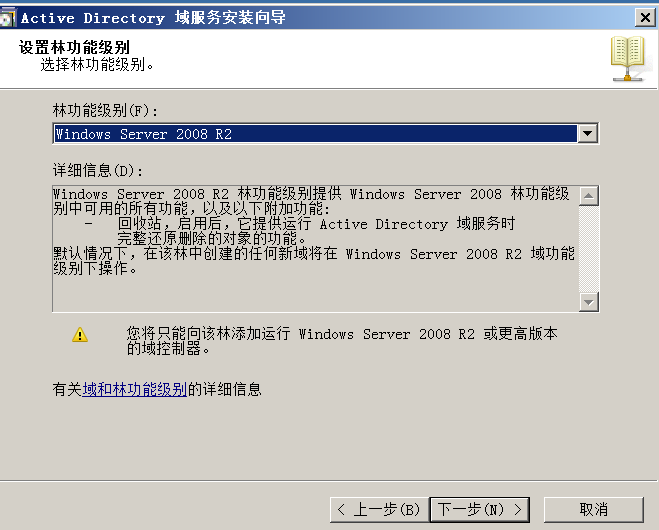 Active Directory 域服务安装向导
设置林功能级别
选择林功能级别。
林功能级别(F):
Windows Server 2008 R2
详细信息(D):
Windows Server 2008 R2 林功能级别提供 Windows Server 2008 林功能级
别中可用的所有功能，以及以下附加功能:
- 回收站，启用后，它提供运行 Active Directory 域服务时
完整还原删除的对象的功能。
默认情况下，在该林中创建的任何新域将在 Windows Server 2008 R2 域功能
级别下操作。
您将只能向该林添加运行 Windows Server 2008 R2 或更高版本
的域控制器。
有关域和林功能级别的详细信息
< 上一步(B) 下一步(N) > 取消